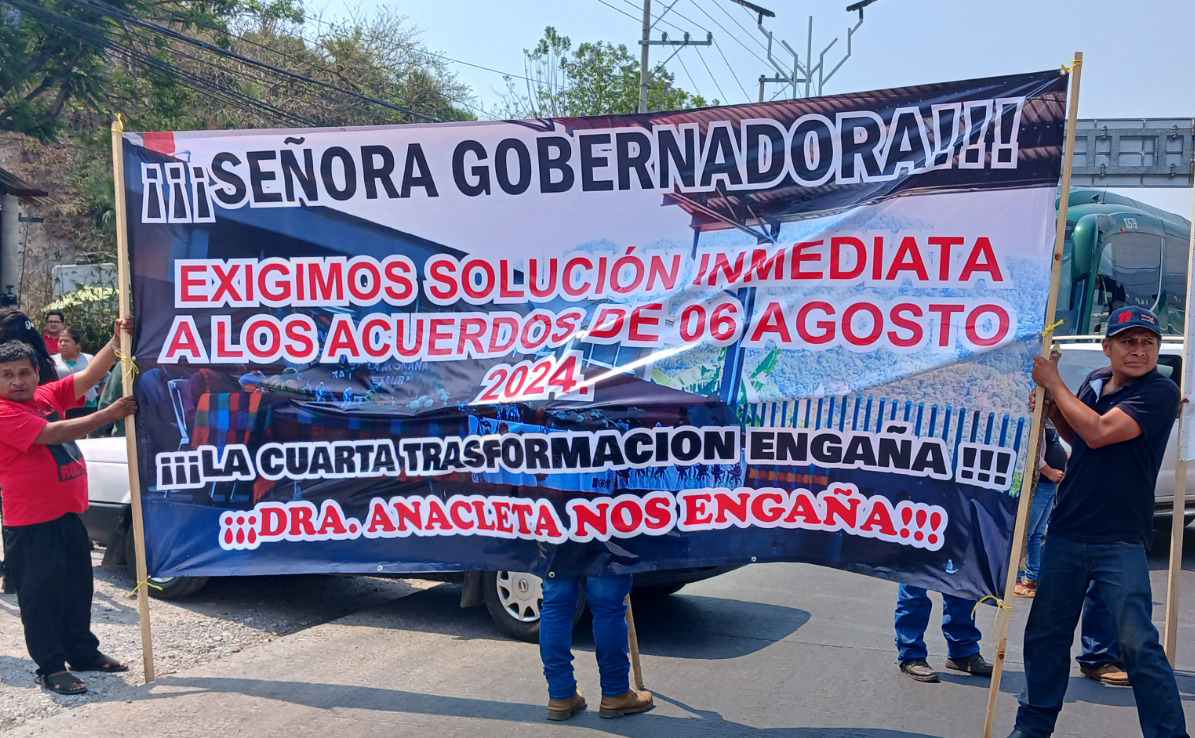 ¡¡¡SEÑORA GOBERNADORA!!!
EXIGIMOS SOLUCIÓN INMEDIATA
A LOS ACUERDOS DE 06 AGOSTO
2024.
¡¡¡LA CUARTA TRASFORMACION ENGAÑA !!!
¡¡¡DRA. ANACLETA NOS ENGAÑA!!!